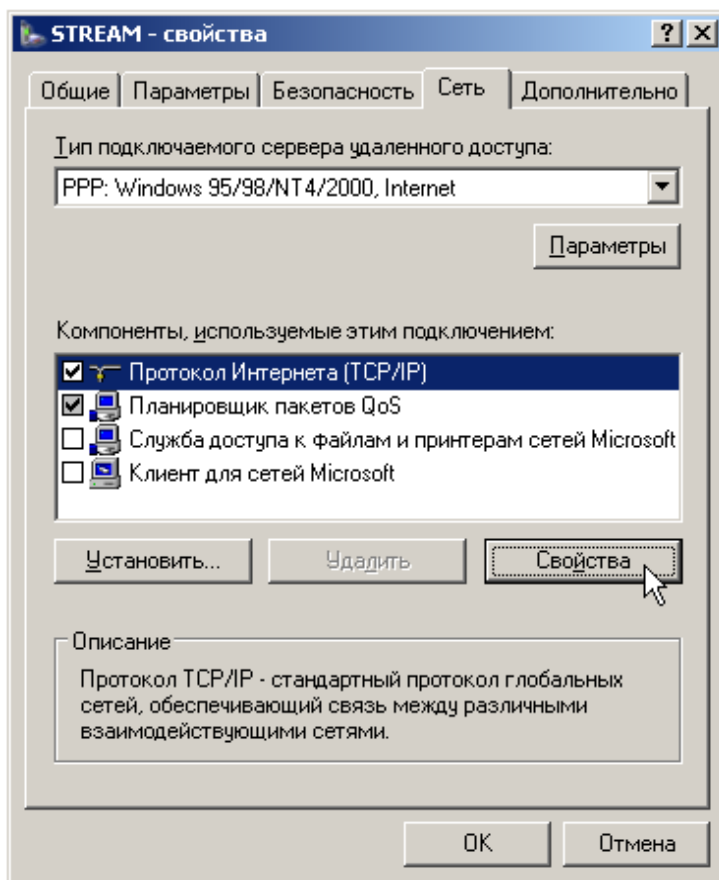 STREAM - свойства
Общие Параметры Безопасность Сеть Дополнительно
Тип подключаемого сервера удаленного доступа:
PPP: Windows 95/98/NT4/2000, Internet
Параметры
Компоненты, используемые этим подключением:
Протокол Интернета (TCP/IP)
Планировщик пакетов QoS
Служба доступа к файлам и принтерам сетей Microsoft
Клиент для сетей Microsoft
Установить... Удалить Свойства
Описание
Протокол TCP/IP - стандартный протокол глобальных
сетей, обеспечивающий связь между различными
взаимодействующими сетями.
OK Отмена